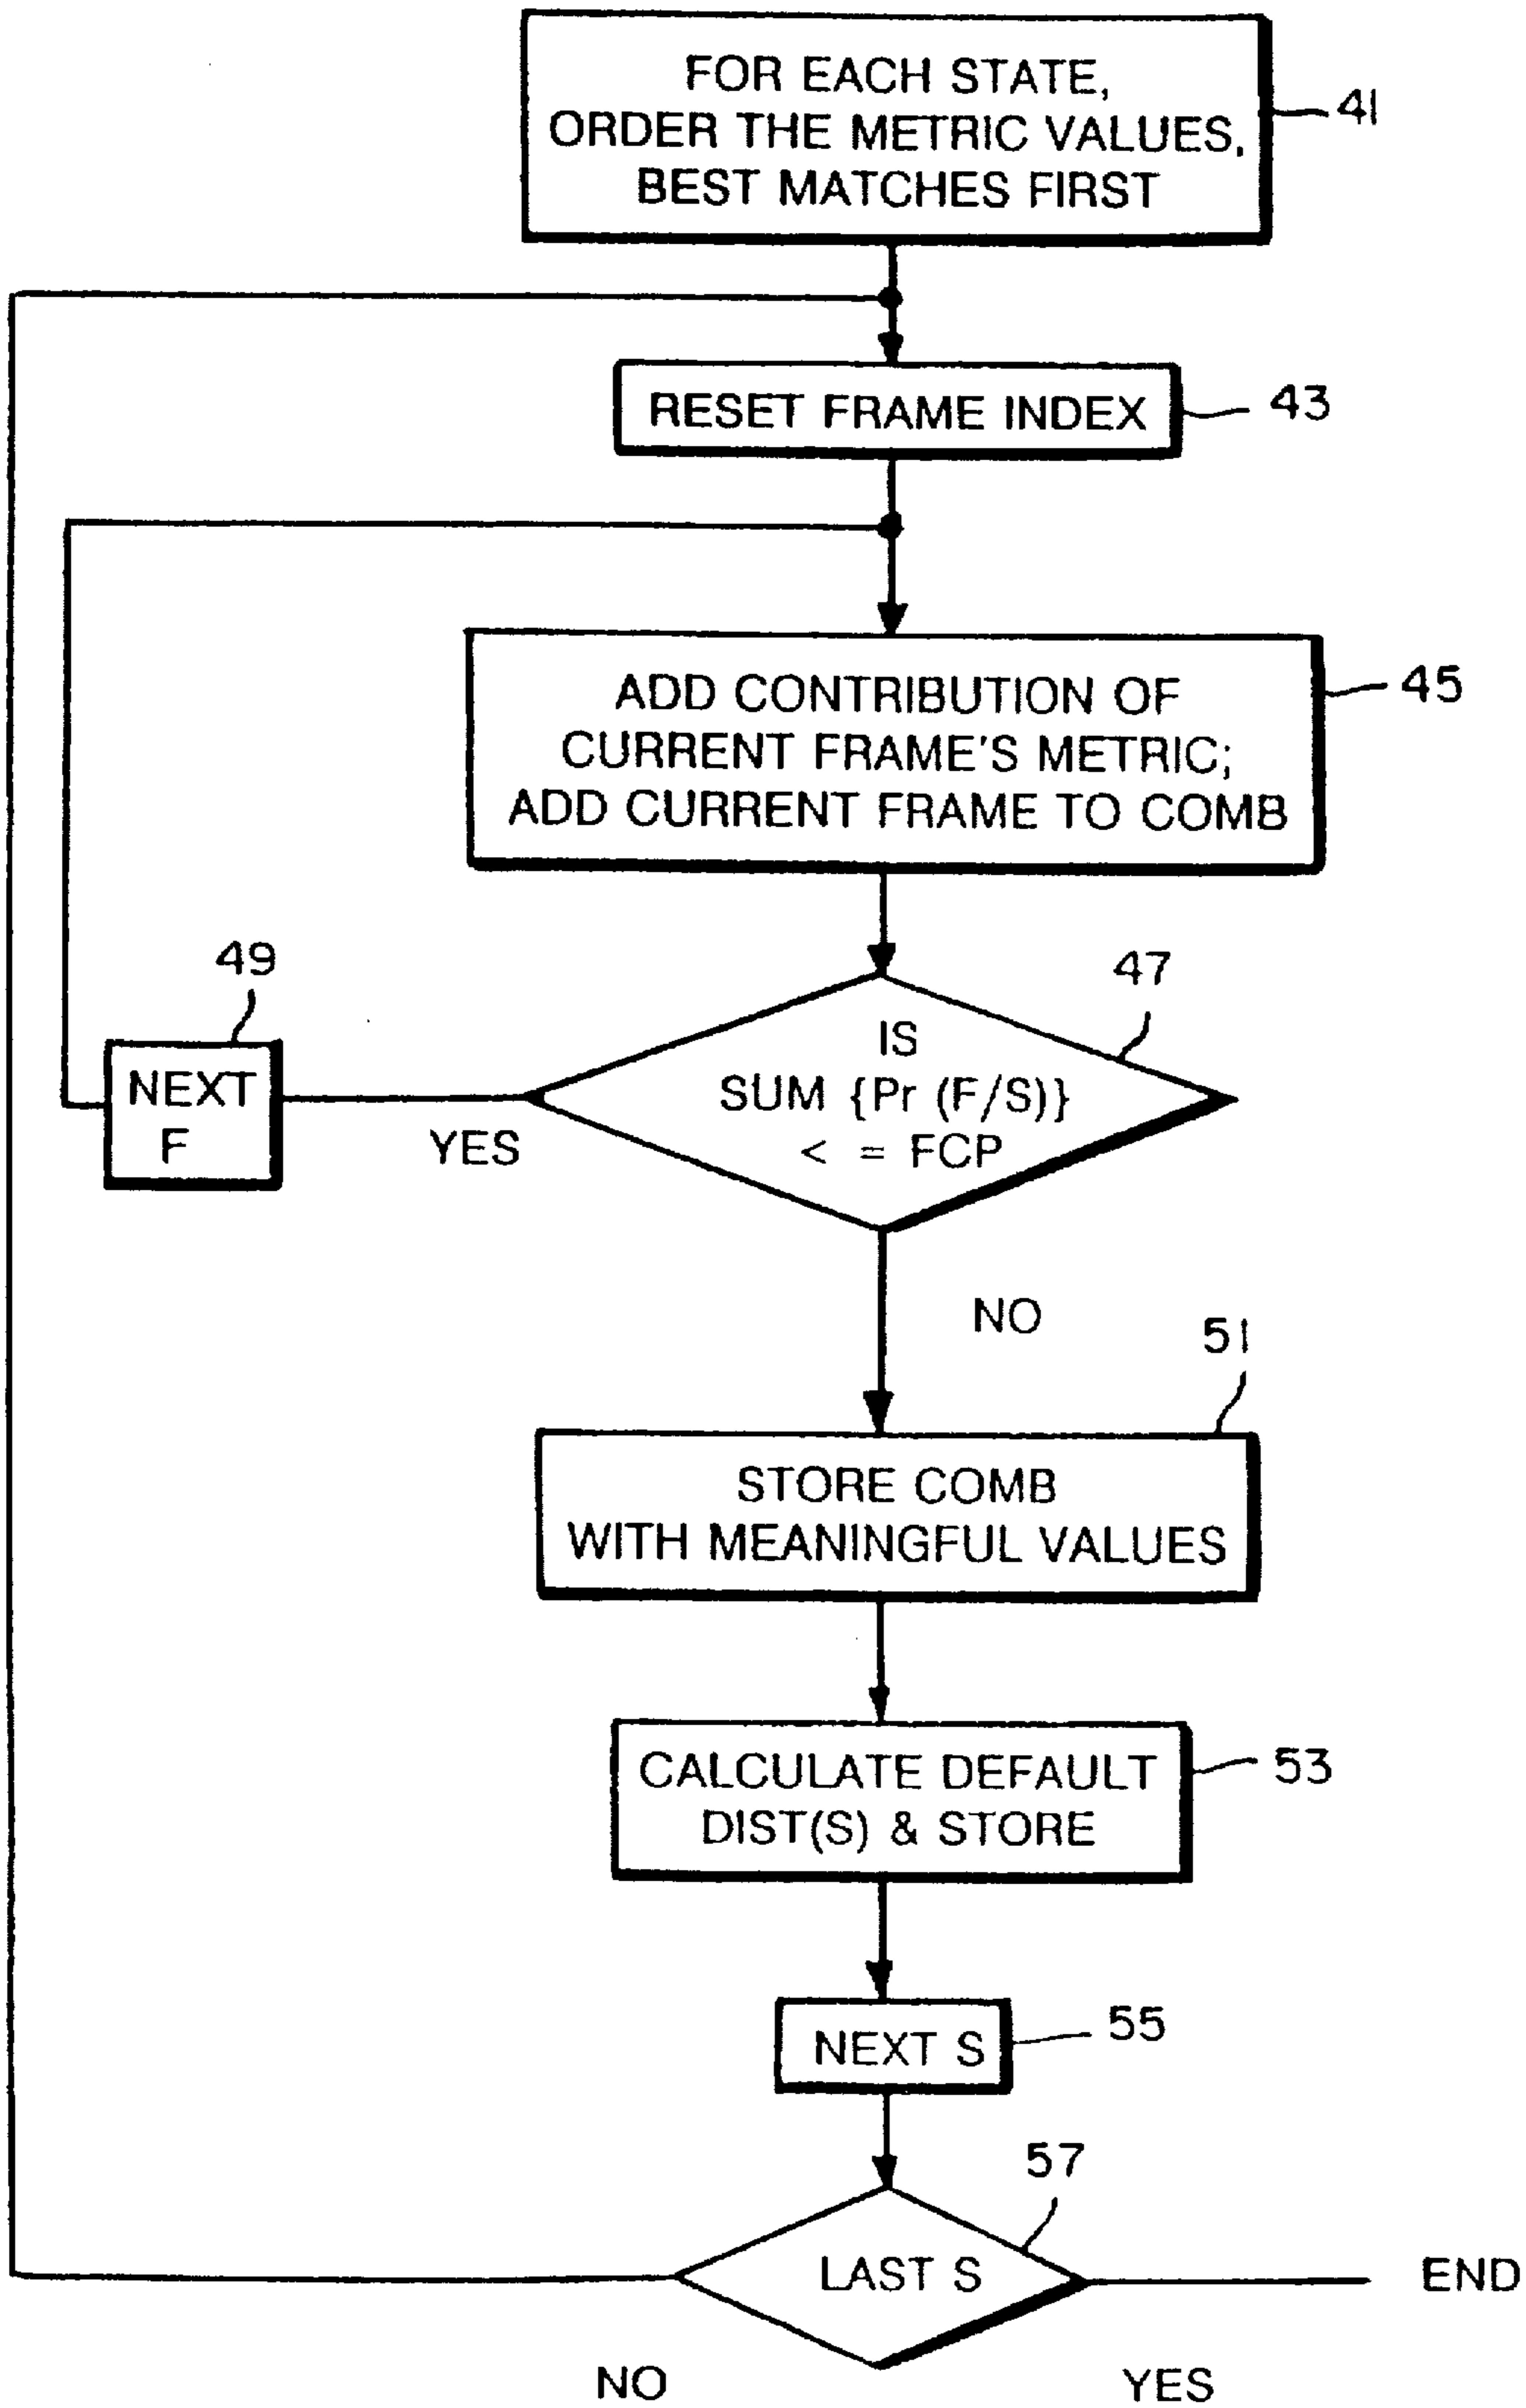 FOR EACH STATE,
ORDER THE METRIC VALUES,
BEST MATCHES FIRST
41
RESET FRAME INDEX
43
ADD CONTRIBUTION OF
CURRENT FRAME'S METRIC;
ADD CURRENT FRAME TO COMB
45
49
NEXT
F
YES
47
IS
SUM {Pr (F/S)}
< = FCP
NO
51
STORE COMB
WITH MEANINGFUL VALUES
CALCULATE DEFAULT
DIST(S) & STORE
53
NEXT S
55
57
LAST S
END
NO
YES